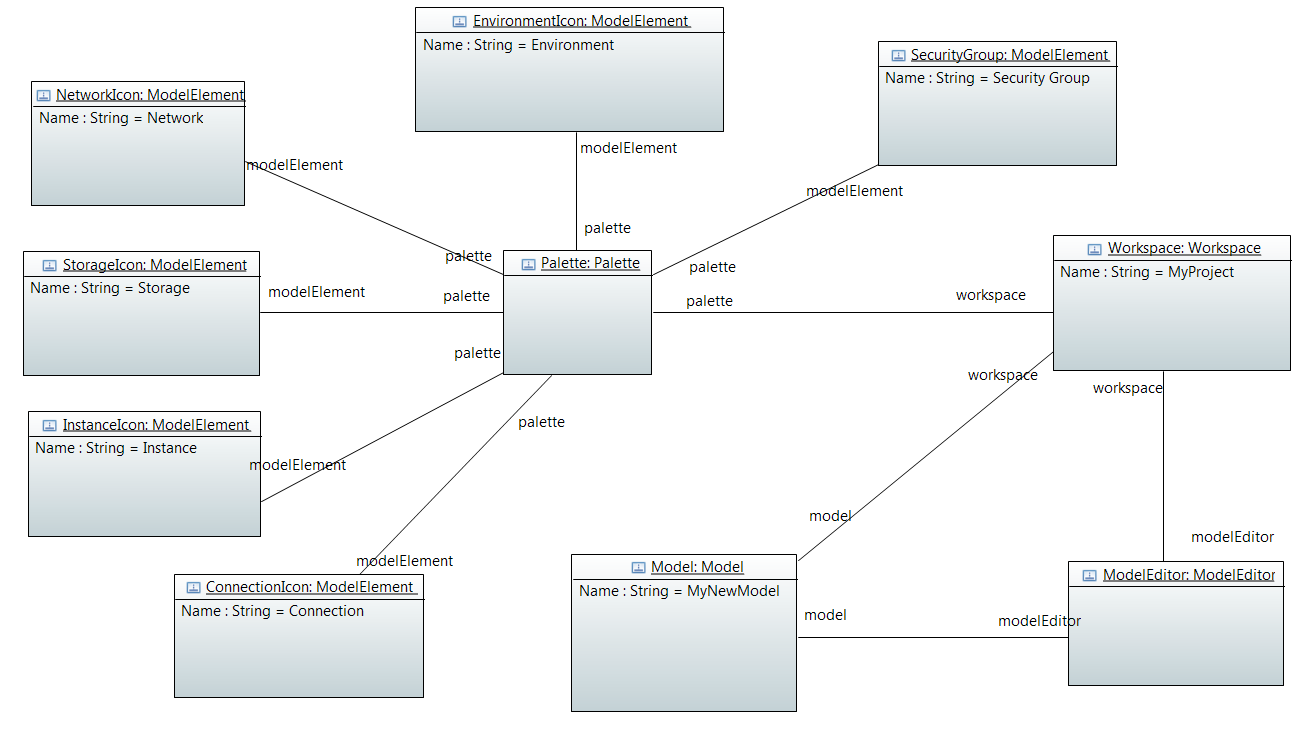 EnvironmentIcon: ModelElement
Name : String = Environment
SecurityGroup: ModelElement
Name : String = Security Group
NetworkIcon: ModelElement
Name : String = Network
modelElement
modelElement
modelElement
palette
palette
palette
StorageIcon: ModelElement
Name : String = Storage
modelElement
palette
Palette: Palette
palette
workspace
Workspace: Workspace
Name : String = MyProject
palette
workspace
workspace
InstanceIcon: ModelElement
Name : String = Instance
modelElement
palette
model
modelEditor
modelElement
ConnectionIcon: ModelElement
Name : String = Connection
Model: Model
Name : String = MyNewModel
model
modelEditor
ModelEditor: ModelEditor